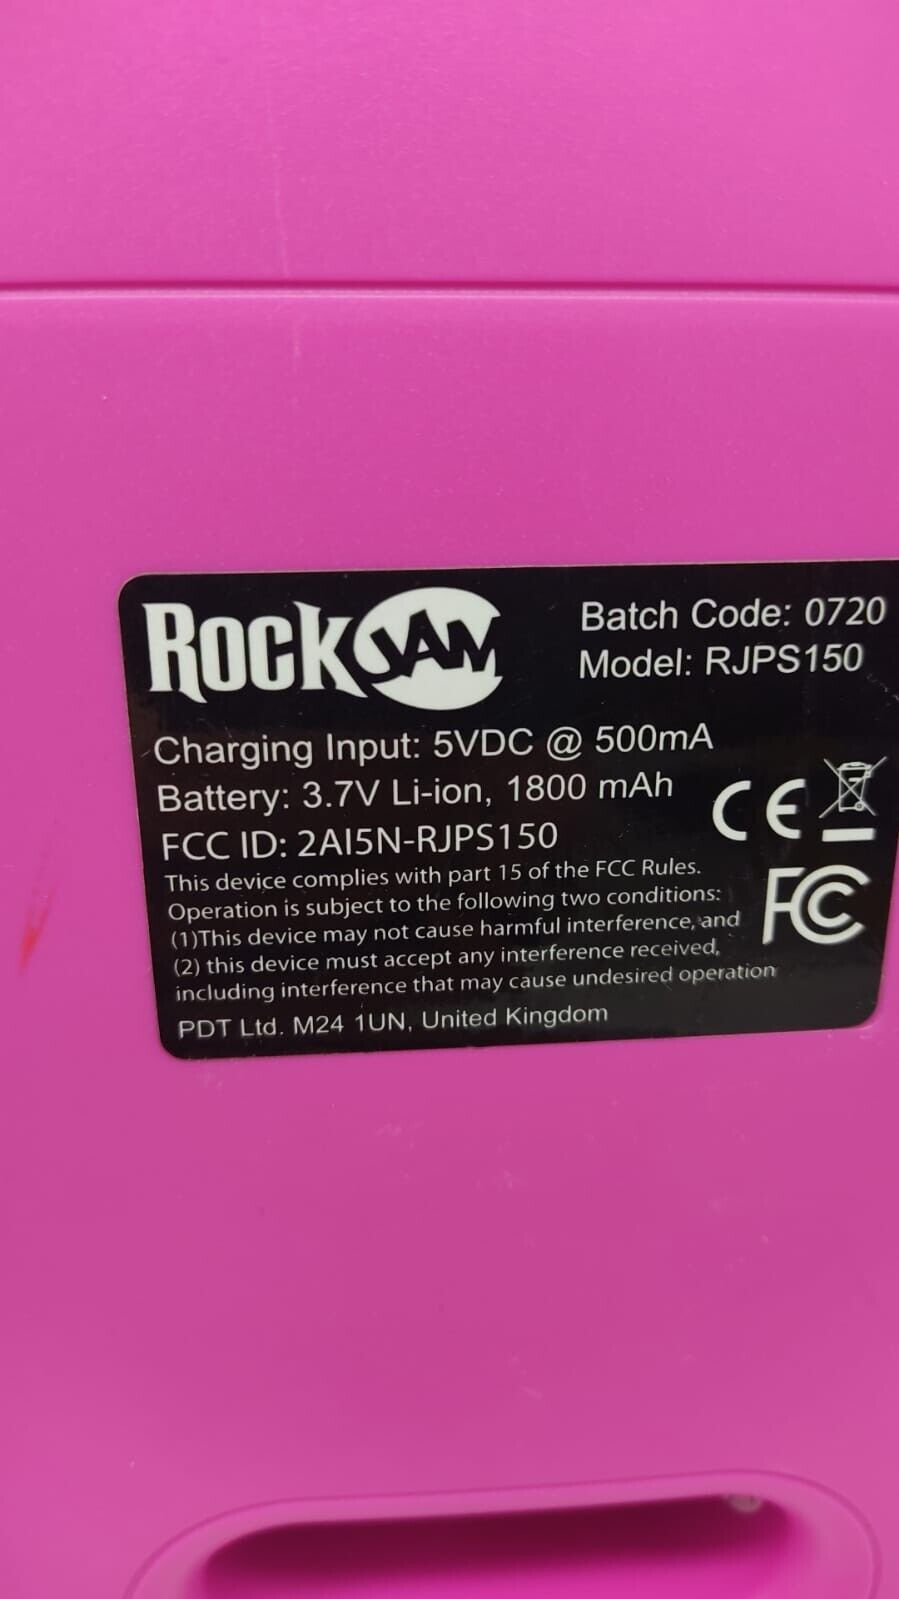 RockJAM
Batch Code: 0720
Model: RJPS150
Charging Input: 5VDC @ 500mA
Battery: 3.7V Li-ion, 1800 mAh
CE
FCC ID: 2AI5N-RJPS150
This device complies with part 15 of the FCC Rules.
Operation is subject to the following two conditions:
(1)This device may not cause harmful interference, and
(2) this device must accept any interference received,
including interference that may cause undesired operation
FC
PDT Ltd. M24 1UN, United Kingdom